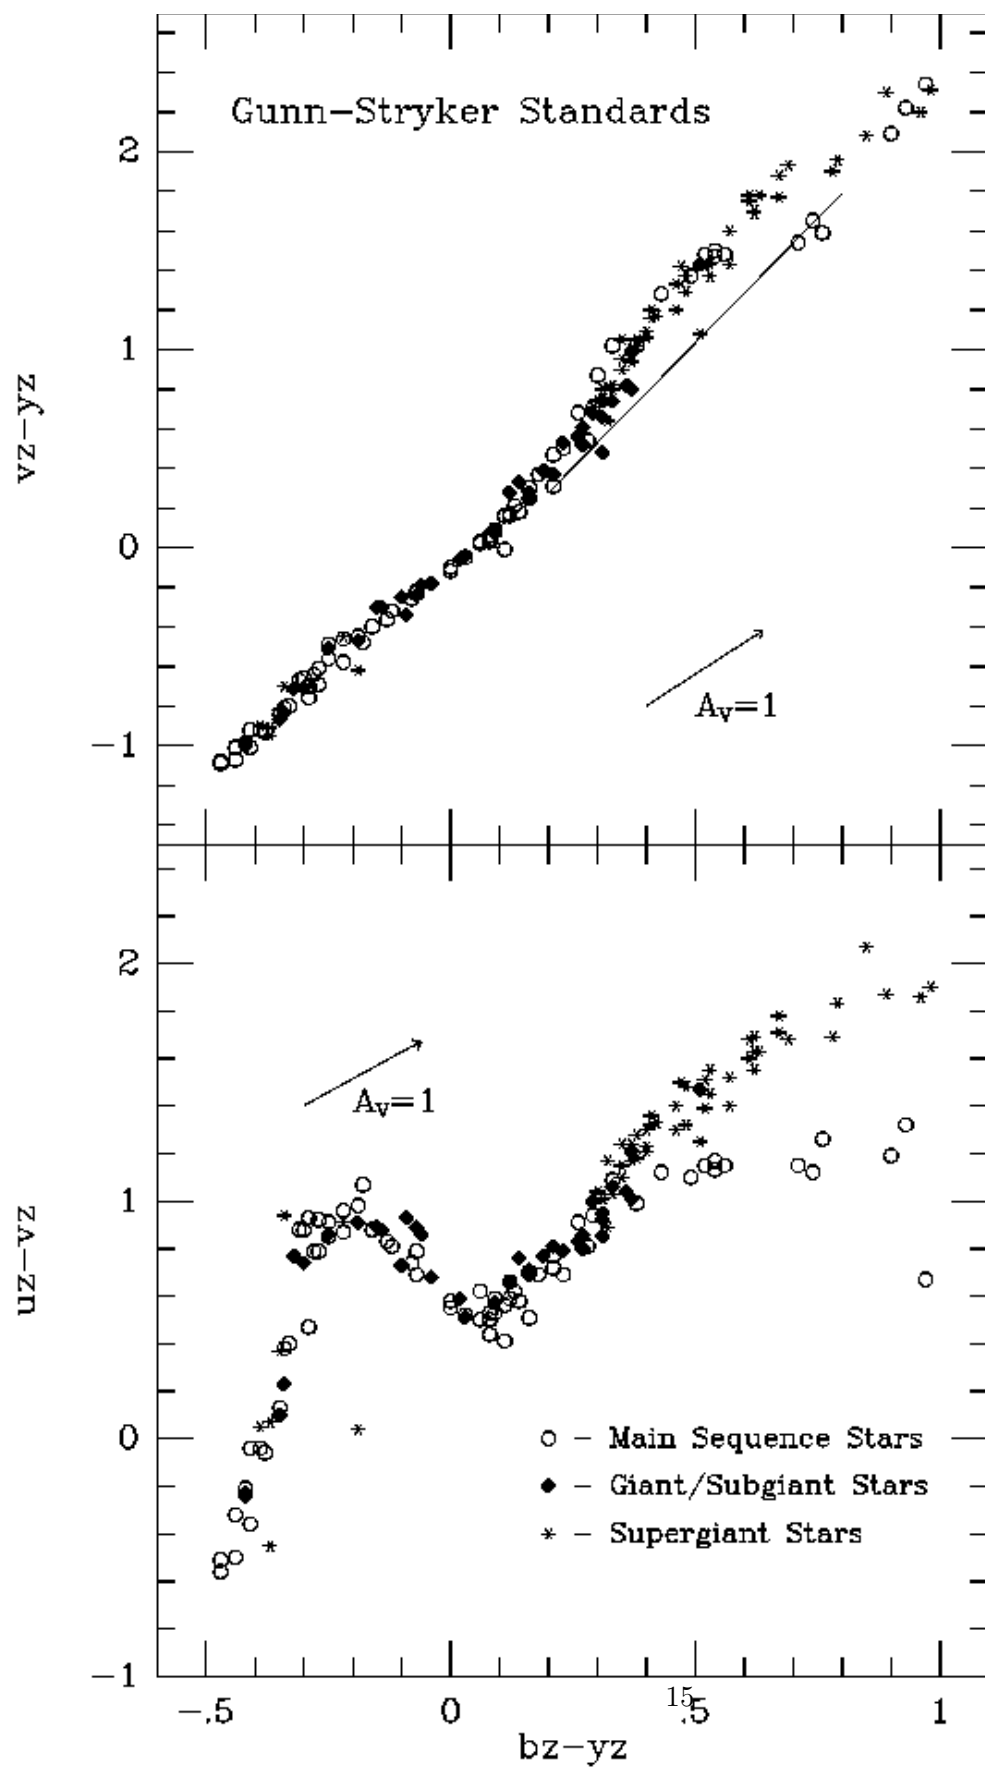 Gunn-Stryker Standards
2
1
0
-1
vz-yz
Av=1
2
1
0
-1
uz-vz
Av=1
○ - Main Sequence Stars
◆ - Giant/Subgiant Stars
* - Supergiant Stars
15
-.5 0 .5 1
bz-yz